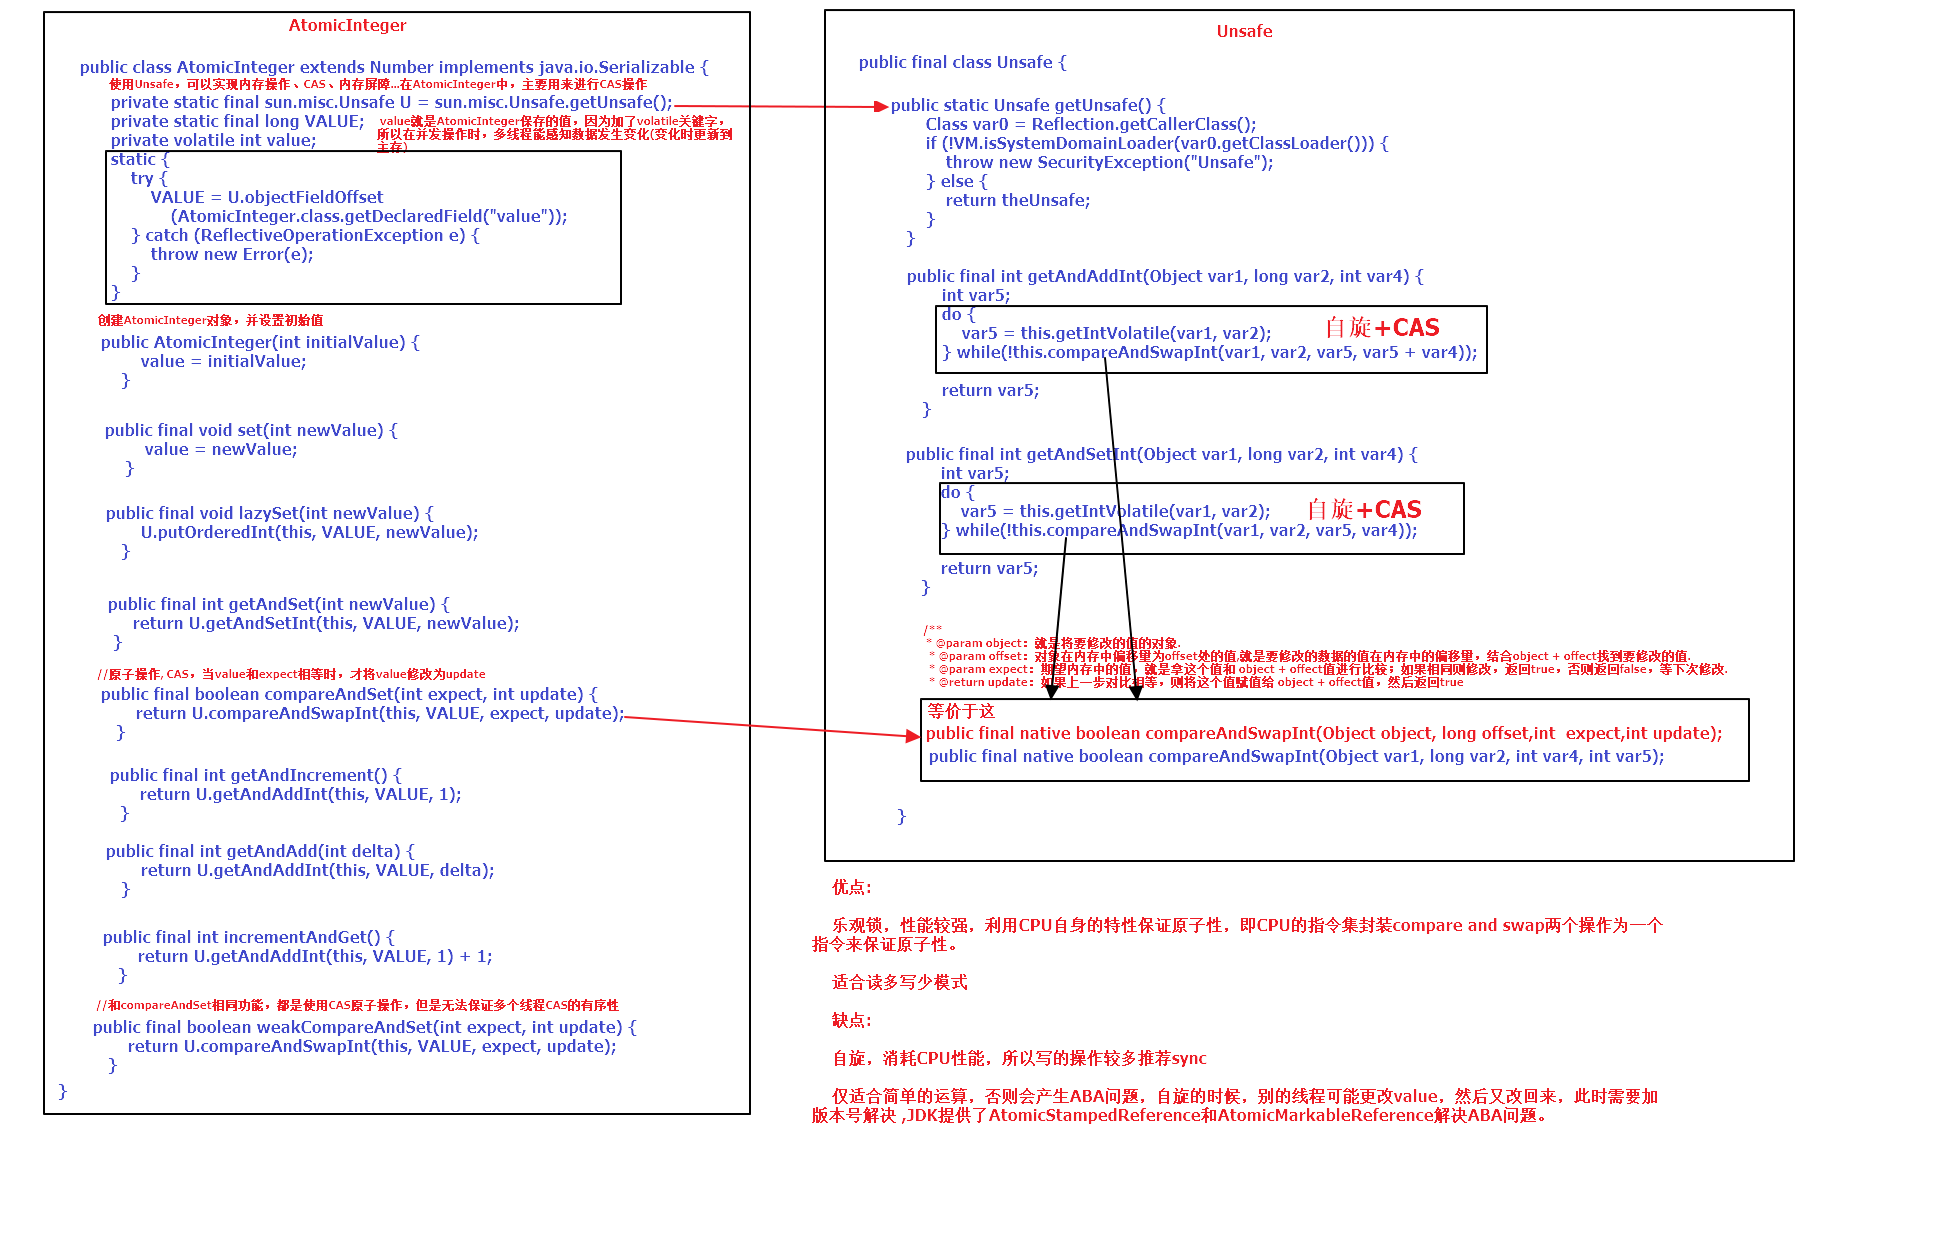 AtomicInteger
public class AtomicInteger extends Number implements java.io.Serializable {
使用Unsafe，可以实现内存操作、CAS、内存屏障...在AtomicInteger中，主要用来进行CAS操作
private static final sun.misc.Unsafe U = sun.misc.Unsafe.getUnsafe();
private static final long VALUE;
value就是AtomicInteger保存的值，因为加了volatile关键字，
所以在并发操作时，多线程能感知数据发生变化(变化时更新到
主存)
private volatile int value;
static {
try {
VALUE = U.objectFieldOffset
(AtomicInteger.class.getDeclaredField("value"));
} catch (ReflectiveOperationException e) {
throw new Error(e);
}
}
创建AtomicInteger对象，并设置初始值
public AtomicInteger(int initialValue) {
value = initialValue;
}
public final void set(int newValue) {
value = newValue;
}
public final void lazySet(int newValue) {
U.putOrderedInt(this, VALUE, newValue);
}
public final int getAndSet(int newValue) {
return U.getAndSetInt(this, VALUE, newValue);
}
//原子操作, CAS，当value和expect相等时，才将value修改为update
public final boolean compareAndSet(int expect, int update) {
return U.compareAndSwapInt(this, VALUE, expect, update);
}
public final int getAndIncrement() {
return U.getAndAddInt(this, VALUE, 1);
}
public final int getAndAdd(int delta) {
return U.getAndAddInt(this, VALUE, delta);
}
public final int incrementAndGet() {
return U.getAndAddInt(this, VALUE, 1) + 1;
}
//和compareAndSet相同功能，都是使用CAS原子操作，但是无法保证多个线程CAS的有序性
public final boolean weakCompareAndSet(int expect, int update) {
return U.compareAndSwapInt(this, VALUE, expect, update);
}
}
Unsafe
public final class Unsafe {
public static Unsafe getUnsafe() {
Class var0 = Reflection.getCallerClass();
if (!VM.isSystemDomainLoader(var0.getClassLoader())) {
throw new SecurityException("Unsafe");
} else {
return theUnsafe;
}
}
public final int getAndAddInt(Object var1, long var2, int var4) {
int var5;
do {
var5 = this.getIntVolatile(var1, var2);
自旋+CAS
} while(!this.compareAndSwapInt(var1, var2, var5, var5 + var4));
return var5;
}
public final int getAndSetInt(Object var1, long var2, int var4) {
int var5;
do {
var5 = this.getIntVolatile(var1, var2);
自旋+CAS
} while(!this.compareAndSwapInt(var1, var2, var5, var4));
return var5;
}
/**
* @param object：就是将要修改的值的对象.
* @param offset：对象在内存中偏移里为offset处的值,就是要修改的数据的值在内存中的偏移量，结合object + offect找到要修改的值.
* @param expect：期望内存中的值，就是拿这个值和 object + offect值进行比较；如果相同则修改，返回true，否则返回false，等下次修改.
* @return update：如果上一步对比相等，则将这个值赋值给 object + offect值，然后返回true
等价于这
public final native boolean compareAndSwapInt(Object object, long offset,int expect,int update);
public final native boolean compareAndSwapInt(Object var1, long var2, int var4, int var5);
}
优点:
乐观锁，性能较强，利用CPU自身的特性保证原子性，即CPU的指令集封装compare and swap两个操作为一个
指令来保证原子性。
适合读多写少模式
缺点:
自旋，消耗CPU性能，所以写的操作较多推荐sync
仅适合简单的运算，否则会产生ABA问题，自旋的时候，别的线程可能更改value，然后又改回来，此时需要加
版本号解决 ,JDK提供了AtomicStampedReference和AtomicMarkableReference解决ABA问题。